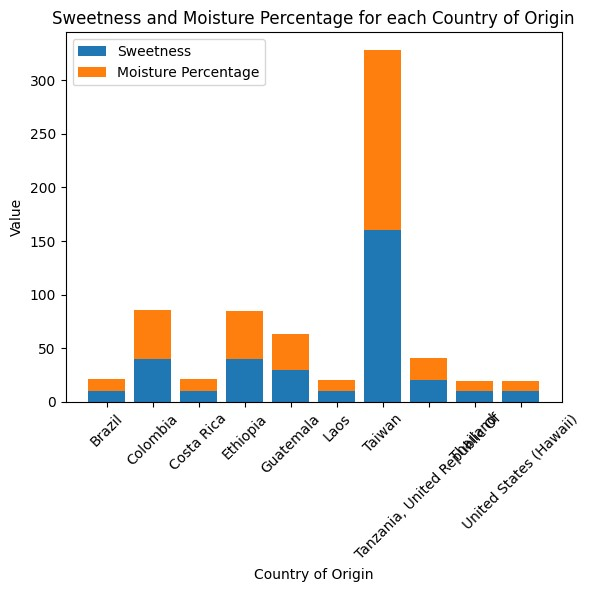 Sweetness and Moisture Percentage for each Country of Origin
Sweetness
Moisture Percentage
Value
300
250
200
150
100
50
0
Brazil
Colombia
Costa Rica
Ethiopia
Guatemala
Laos
Taiwan
Tanzania, United Republic Of
Thailand
United States (Hawaii)
Country of Origin